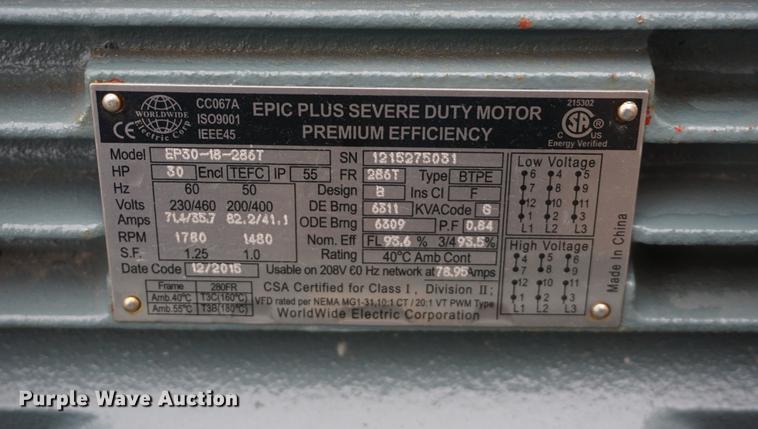 WORLDWIDE
Electric Corp
CE
CC067A
ISO9001
IEEE45
EPIC PLUS SEVERE DUTY MOTOR
PREMIUM EFFICIENCY
215302
SA
C US
Energy Verified
Model EP30-18-286T SN 1215275031
HP 30 Encl TEFC IP 55 FR 286T Type BTPE
Hz 60 50 Design B Ins Cl F
Volts 230/460 200/400 DE Brng 6311 KVACode G
Amps 71.4/35.7 82.2/41.1 ODE Brng 6309 P.F 0.84
RPM 1780 1480 Nom. Eff FL 93.6 % 3/4 93.5%
S.F. 1.25 1.0 Rating 40°C Amb Cont
Date Code 12/2015 Usable on 208V 60 Hz network at 78.95 Amps
Frame 280FR
Amb.40°C T3C(160°C)
Amb.55°C T3B(180°C)
CSA Certified for Class I, Division II;
VFD rated per NEMA MG1-31,10:1 CT / 20:1 VT PWM Type
WorldWide Electric Corporation
Low Voltage
6 4 5
7 8 9
12 10 11
1 2 3
L1 L2 L3
High Voltage
4 5 6
7 8 9
12 10 11
1 2 3
L1 L2 L3
Made in China
Purple Wave Auction